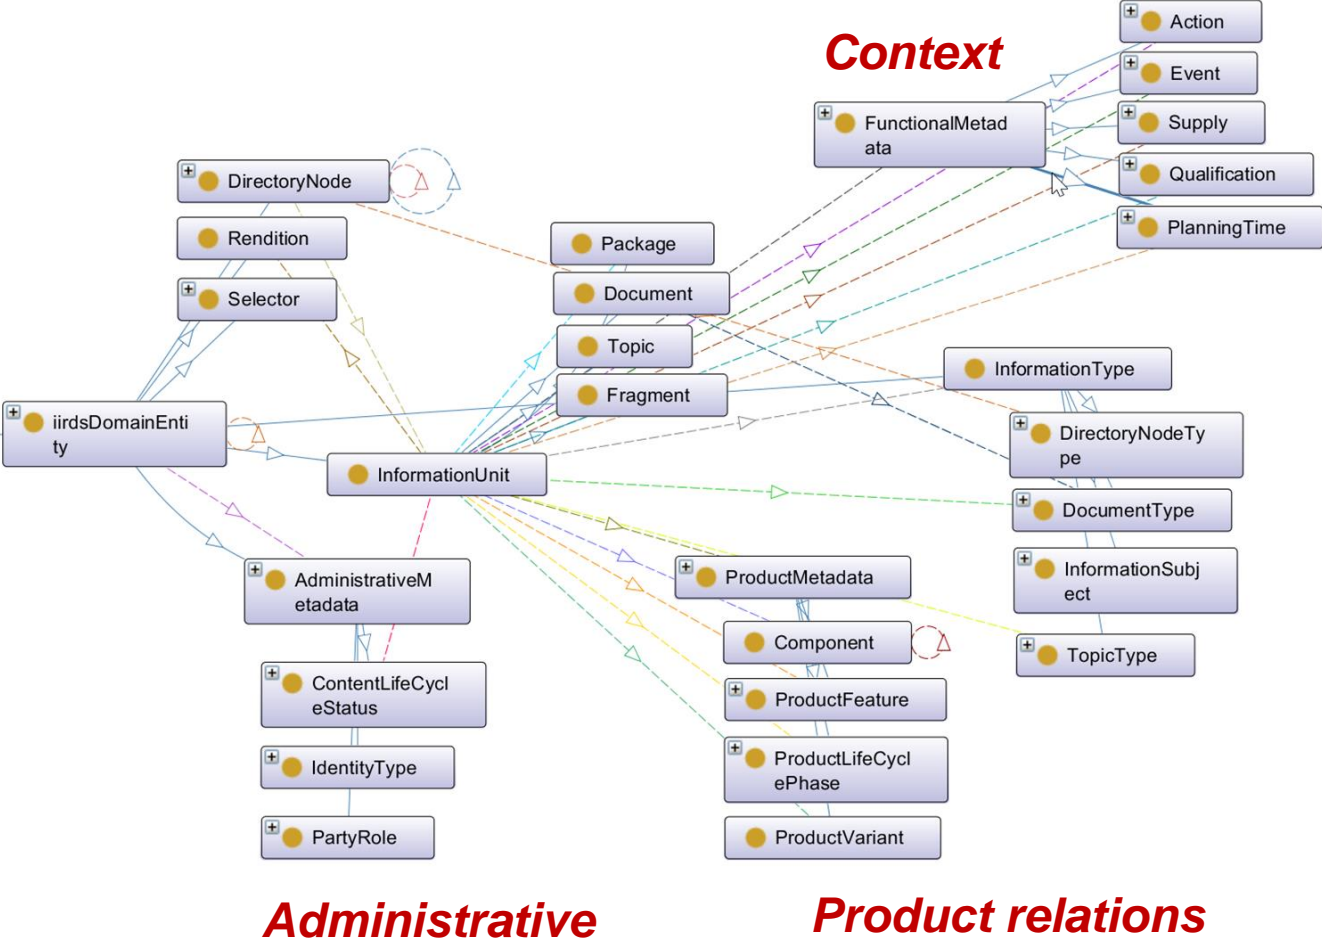 Context
Action
Event
Supply
Qualification
PlanningTime
FunctionalMetad
ata
DirectoryNode
Rendition
Selector
Package
Document
Topic
Fragment
InformationType
DirectoryNodeTy
pe
DocumentType
InformationSubj
ect
TopicType
iirdsDomainEnti
ty
InformationUnit
AdministrativeM
etadata
ContentLifeCycl
eStatus
IdentityType
PartyRole
ProductMetadata
Component
ProductFeature
ProductLifeCycl
ePhase
ProductVariant
Administrative
Product relations